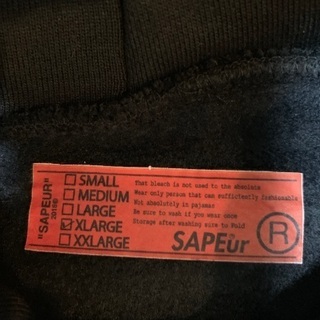 "SAPEUR"
SMALL
MEDIUM
LARGE
XLARGE
XXLARGE
That bleach is not used to the absolute
Wear only person that can sufficiently fashionable
Not absolutely in pajamas
Be sure to wash if you wear once
Storage after washing sure to Wald
SAPEur
R